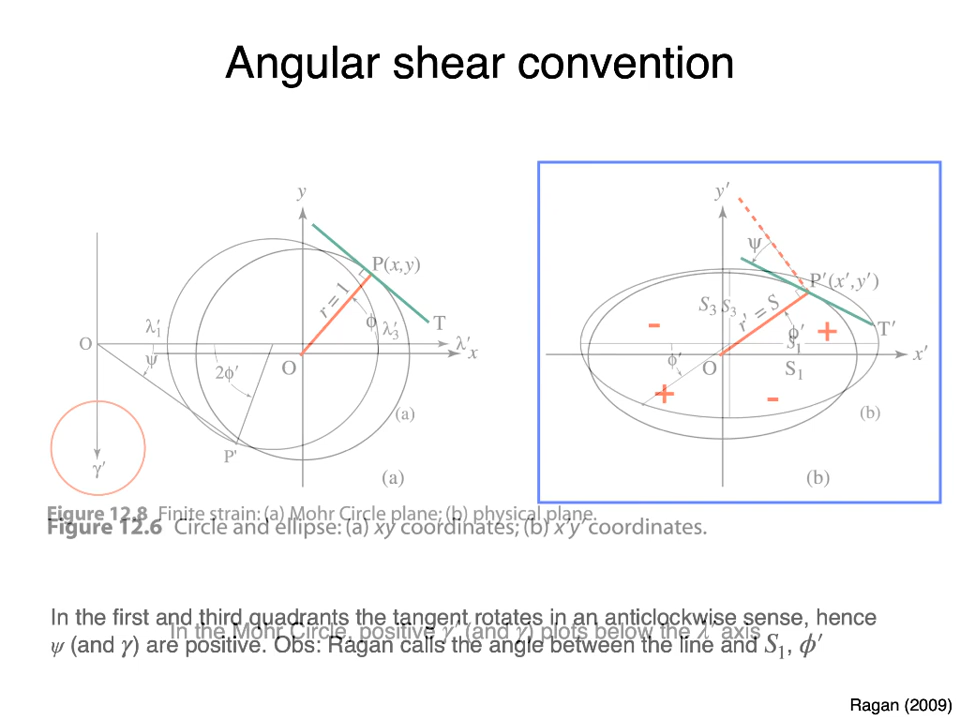 Angular shear convention
y
P(x,y)
r = 1
ϕ
λ′3
T
λ′1
O
λ′
x
ψ
2ϕ′
O
(a)
P'
γ′
(a)
y′
ψ
P′(x′,y′)
S3 S3
r′ = S
- +
ϕ′
T′
S1
x′
ϕ′
O
S1
+ -
(b)
(b)
Figure 12.8 Finite strain: (a) Mohr Circle plane; (b) physical plane.
Figure 12.6 Circle and ellipse: (a) xy coordinates; (b) x′y′ coordinates.
In the first and third quadrants the tangent rotates in an anticlockwise sense, hence
In the Mohr Circle, positive γ′ (and γ) plots below the λ′ axis
ψ (and γ) are positive. Obs: Ragan calls the angle between the line and S1, ϕ′
Ragan (2009)